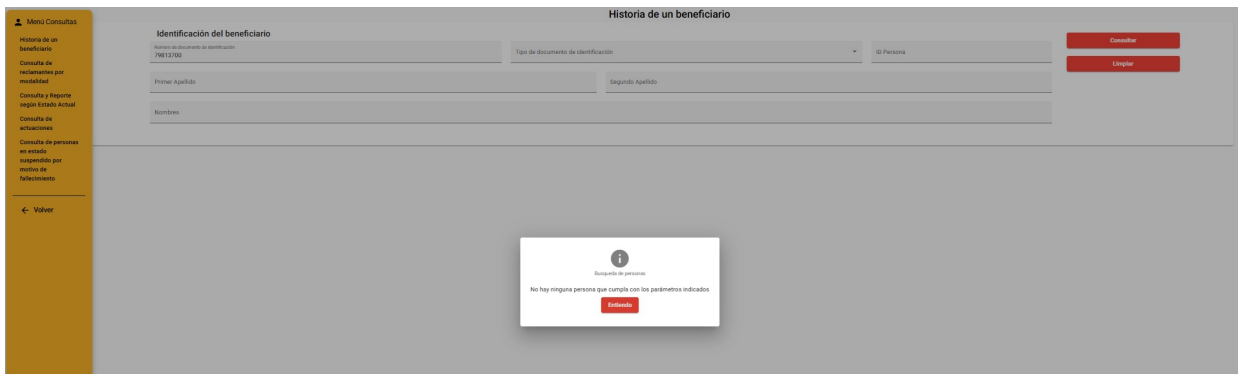 Menú Consultas
Historia de un
beneficiario
Consulta de
reclamantes por
modalidad
Consulta y Reporte
según Estado Actual
Consulta de
actuaciones
Consulta de personas
en estado
suspendido por
motivo de
fallecimiento
Volver
Historia de un beneficiario
Identificación del beneficiario
Número de documento de identificación
79813700
Tipo de documento de identificación
ID Persona
Primer Apellido
Segundo Apellido
Nombres
Consultar
Limpiar
Busqueda de personas
No hay ninguna persona que cumpla con los parámetros indicados
Entiendo